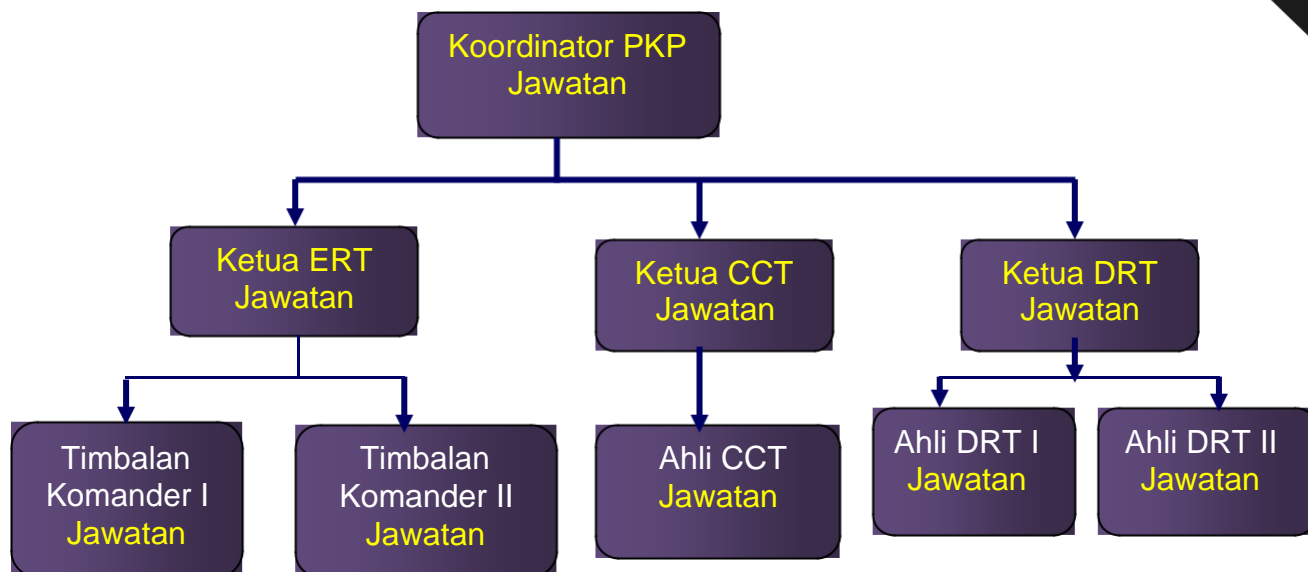 Koordinator PKP
Jawatan
Ketua ERT
Jawatan
Ketua CCT
Jawatan
Ketua DRT
Jawatan
Timbalan
Komander I
Jawatan
Timbalan
Komander II
Jawatan
Ahli CCT
Jawatan
Ahli DRT I
Jawatan
Ahli DRT II
Jawatan